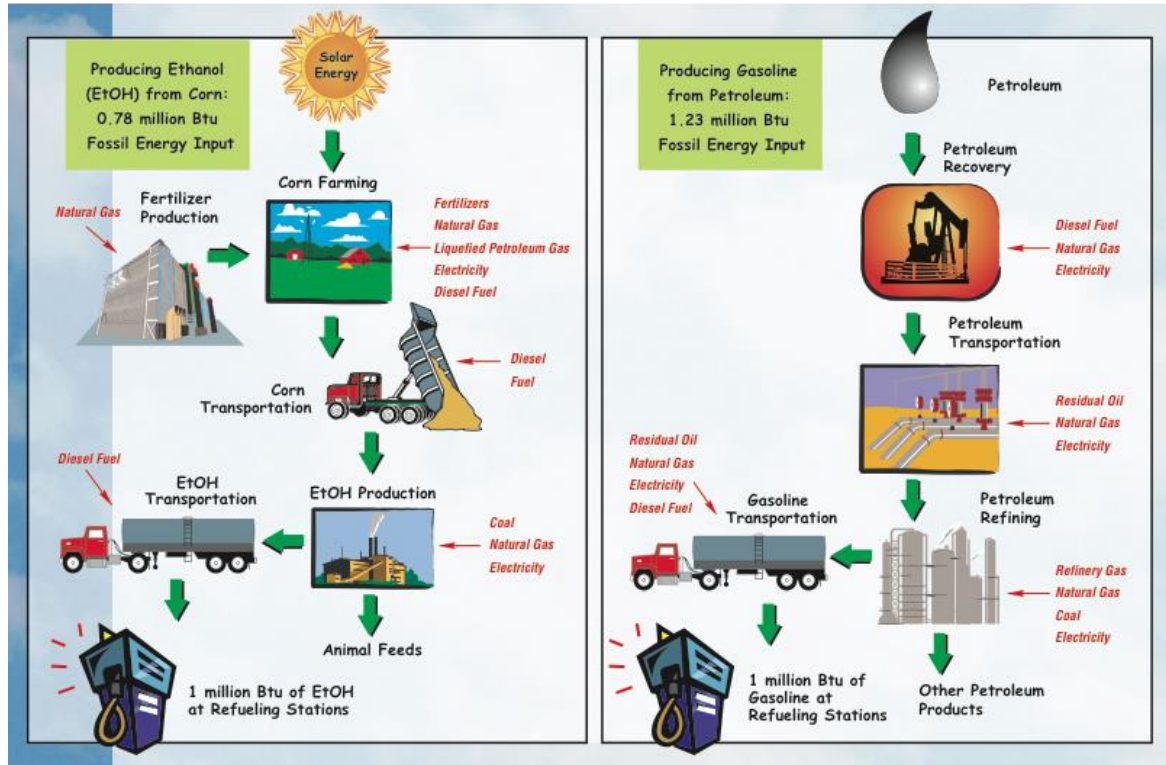 Producing Ethanol
(EtOH) from Corn:
0.78 million Btu
Fossil Energy Input
Solar
Energy
Corn Farming
Fertilizer
Production
Natural Gas
Fertilizers
Natural Gas
Liquefied Petroleum Gas
Electricity
Diesel Fuel
Corn
Transportation
Diesel
Fuel
EtOH Production
Coal
Natural Gas
Electricity
EtOH
Transportation
Diesel Fuel
Animal Feeds
1 million Btu of EtOH
at Refueling Stations
Producing Gasoline
from Petroleum:
1.23 million Btu
Fossil Energy Input
Petroleum
Petroleum
Recovery
Diesel Fuel
Natural Gas
Electricity
Petroleum
Transportation
Residual Oil
Natural Gas
Electricity
Petroleum
Refining
Refinery Gas
Natural Gas
Coal
Electricity
Residual Oil
Natural Gas
Electricity
Diesel Fuel
Gasoline
Transportation
1 million Btu of
Gasoline at
Refueling Stations
Other Petroleum
Products